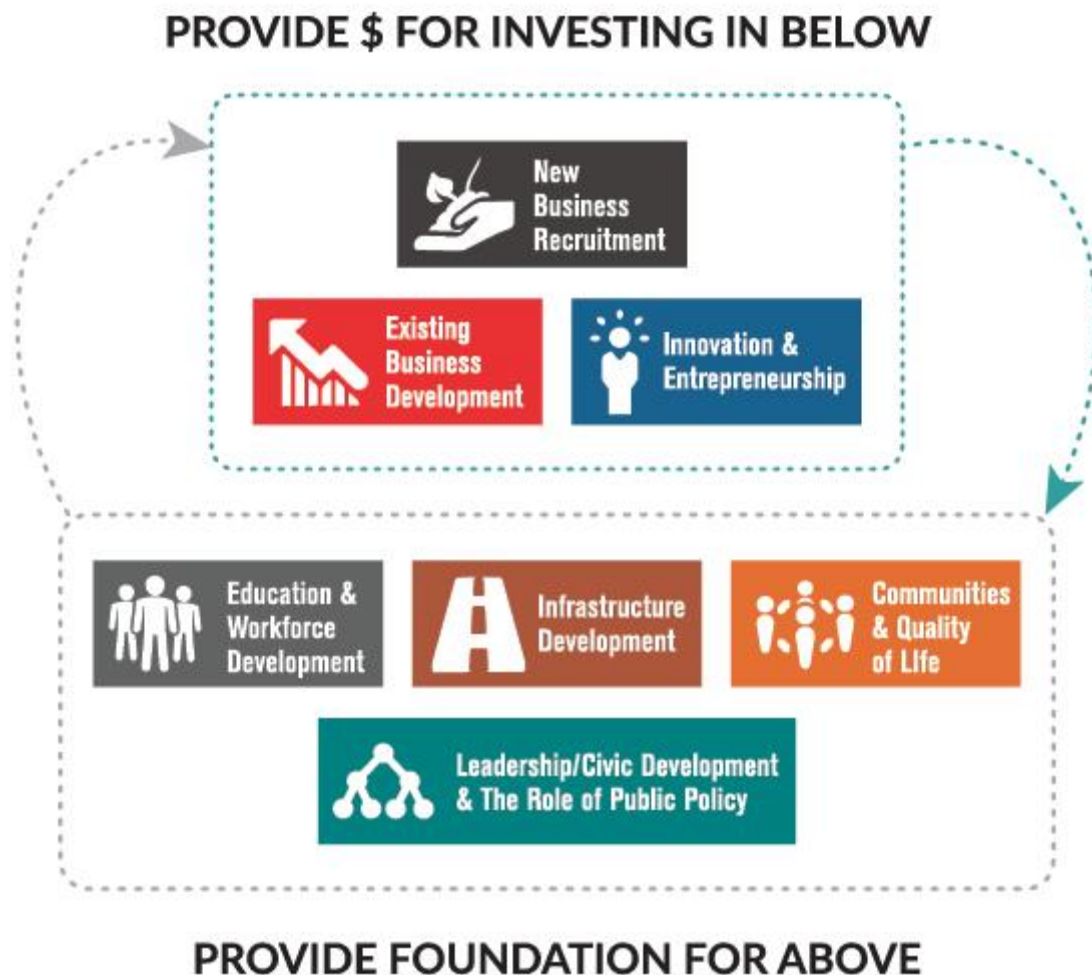 PROVIDE $ FOR INVESTING IN BELOW
New
Business
Recruitment
Existing
Business
Development
Innovation &
Entrepreneurship
Education &
Workforce
Development
Infrastructure
Development
Communities
& Quality
of LIfe
Leadership/Civic Development
& The Role of Public Policy
PROVIDE FOUNDATION FOR ABOVE